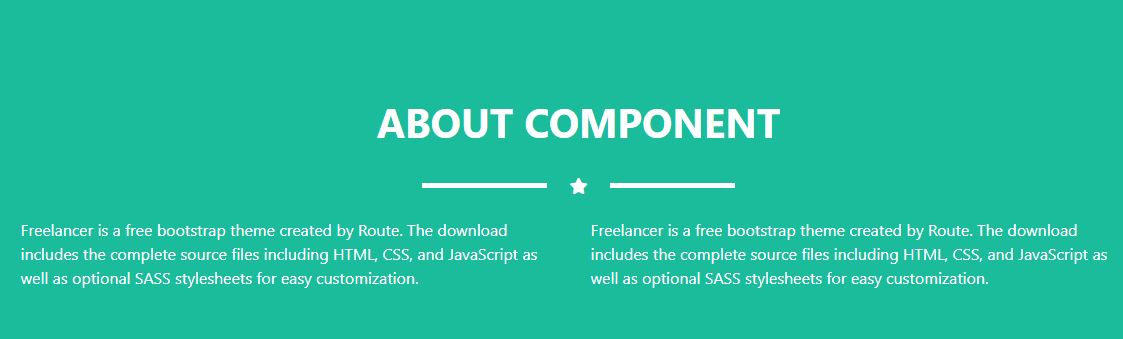 ABOUT COMPONENT
Freelancer is a free bootstrap theme created by Route. The download
includes the complete source files including HTML, CSS, and JavaScript as
well as optional SASS stylesheets for easy customization.
Freelancer is a free bootstrap theme created by Route. The download
includes the complete source files including HTML, CSS, and JavaScript as
well as optional SASS stylesheets for easy customization.